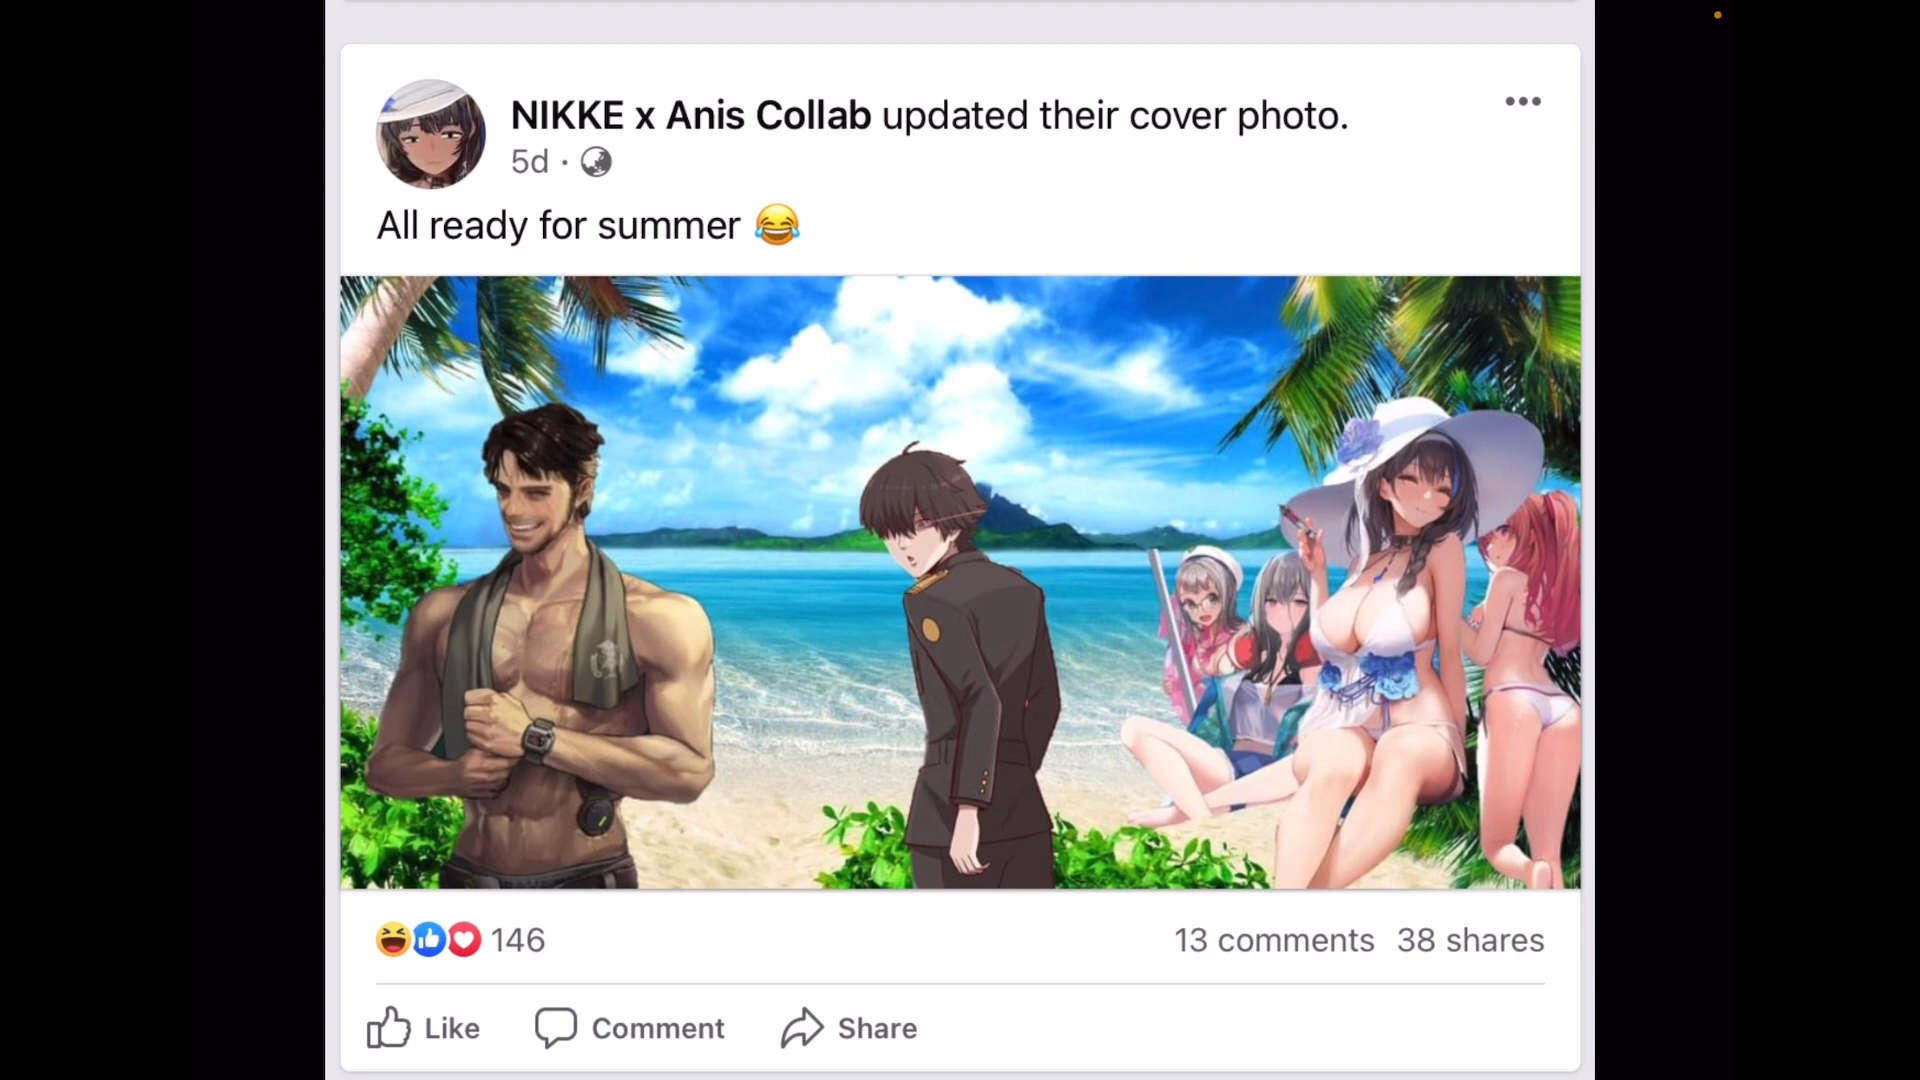 NIKKE x Anis Collab updated their cover photo.
5d ·
All ready for summer 😂
146
13 comments 38 shares
Like Comment Share